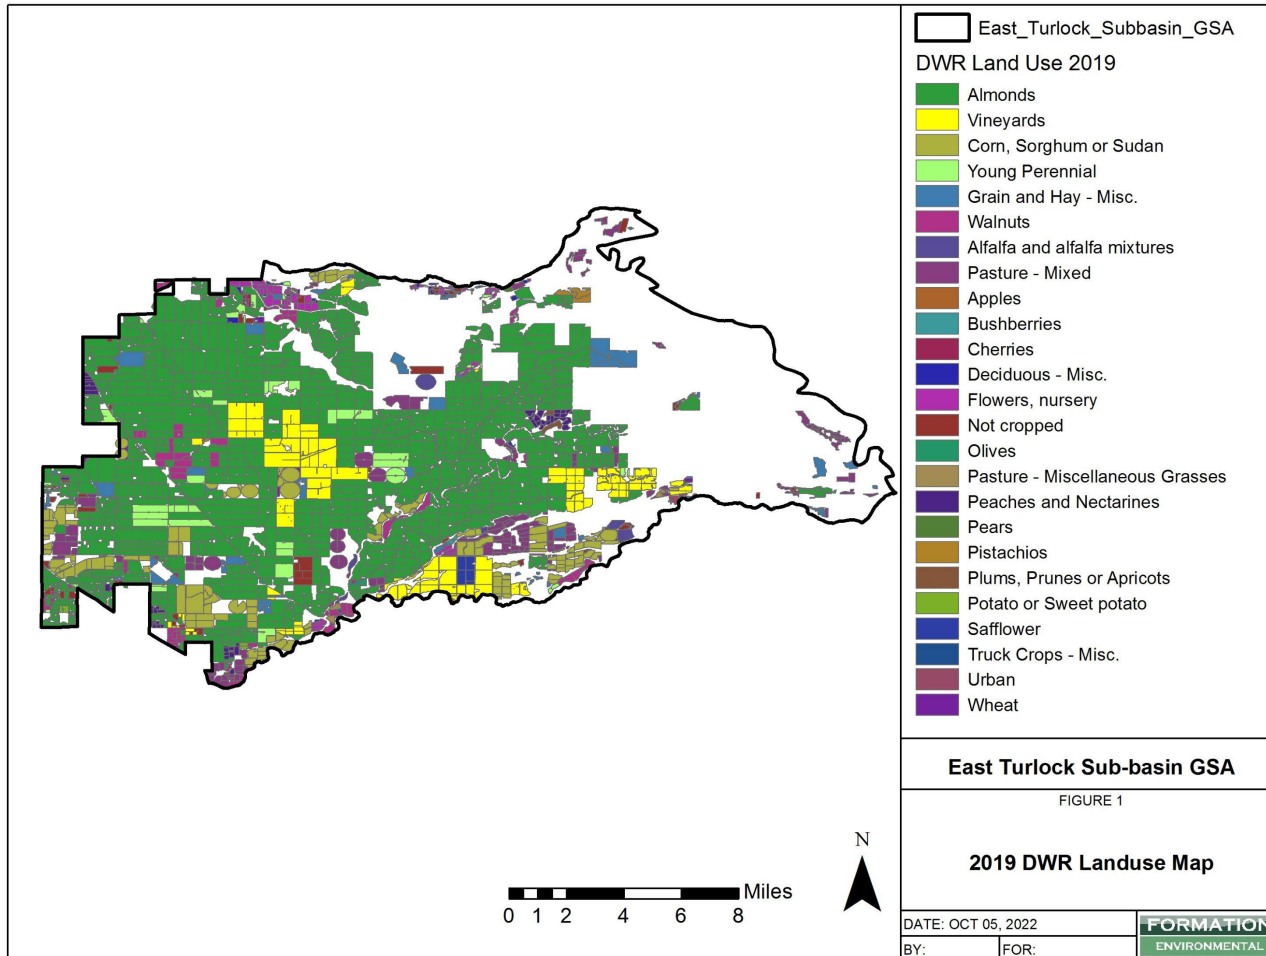 East_Turlock_Subbasin_GSA
DWR Land Use 2019
Almonds
Vineyards
Corn, Sorghum or Sudan
Young Perennial
Grain and Hay - Misc.
Walnuts
Alfalfa and alfalfa mixtures
Pasture - Mixed
Apples
Bushberries
Cherries
Deciduous - Misc.
Flowers, nursery
Not cropped
Olives
Pasture - Miscellaneous Grasses
Peaches and Nectarines
Pears
Pistachios
Plums, Prunes or Apricots
Potato or Sweet potato
Safflower
Truck Crops - Misc.
Urban
Wheat
East Turlock Sub-basin GSA
FIGURE 1
2019 DWR Landuse Map
N
Miles
0 1 2 4 6 8
DATE: OCT 05, 2022
BY: FOR:
FORMATION
ENVIRONMENTAL